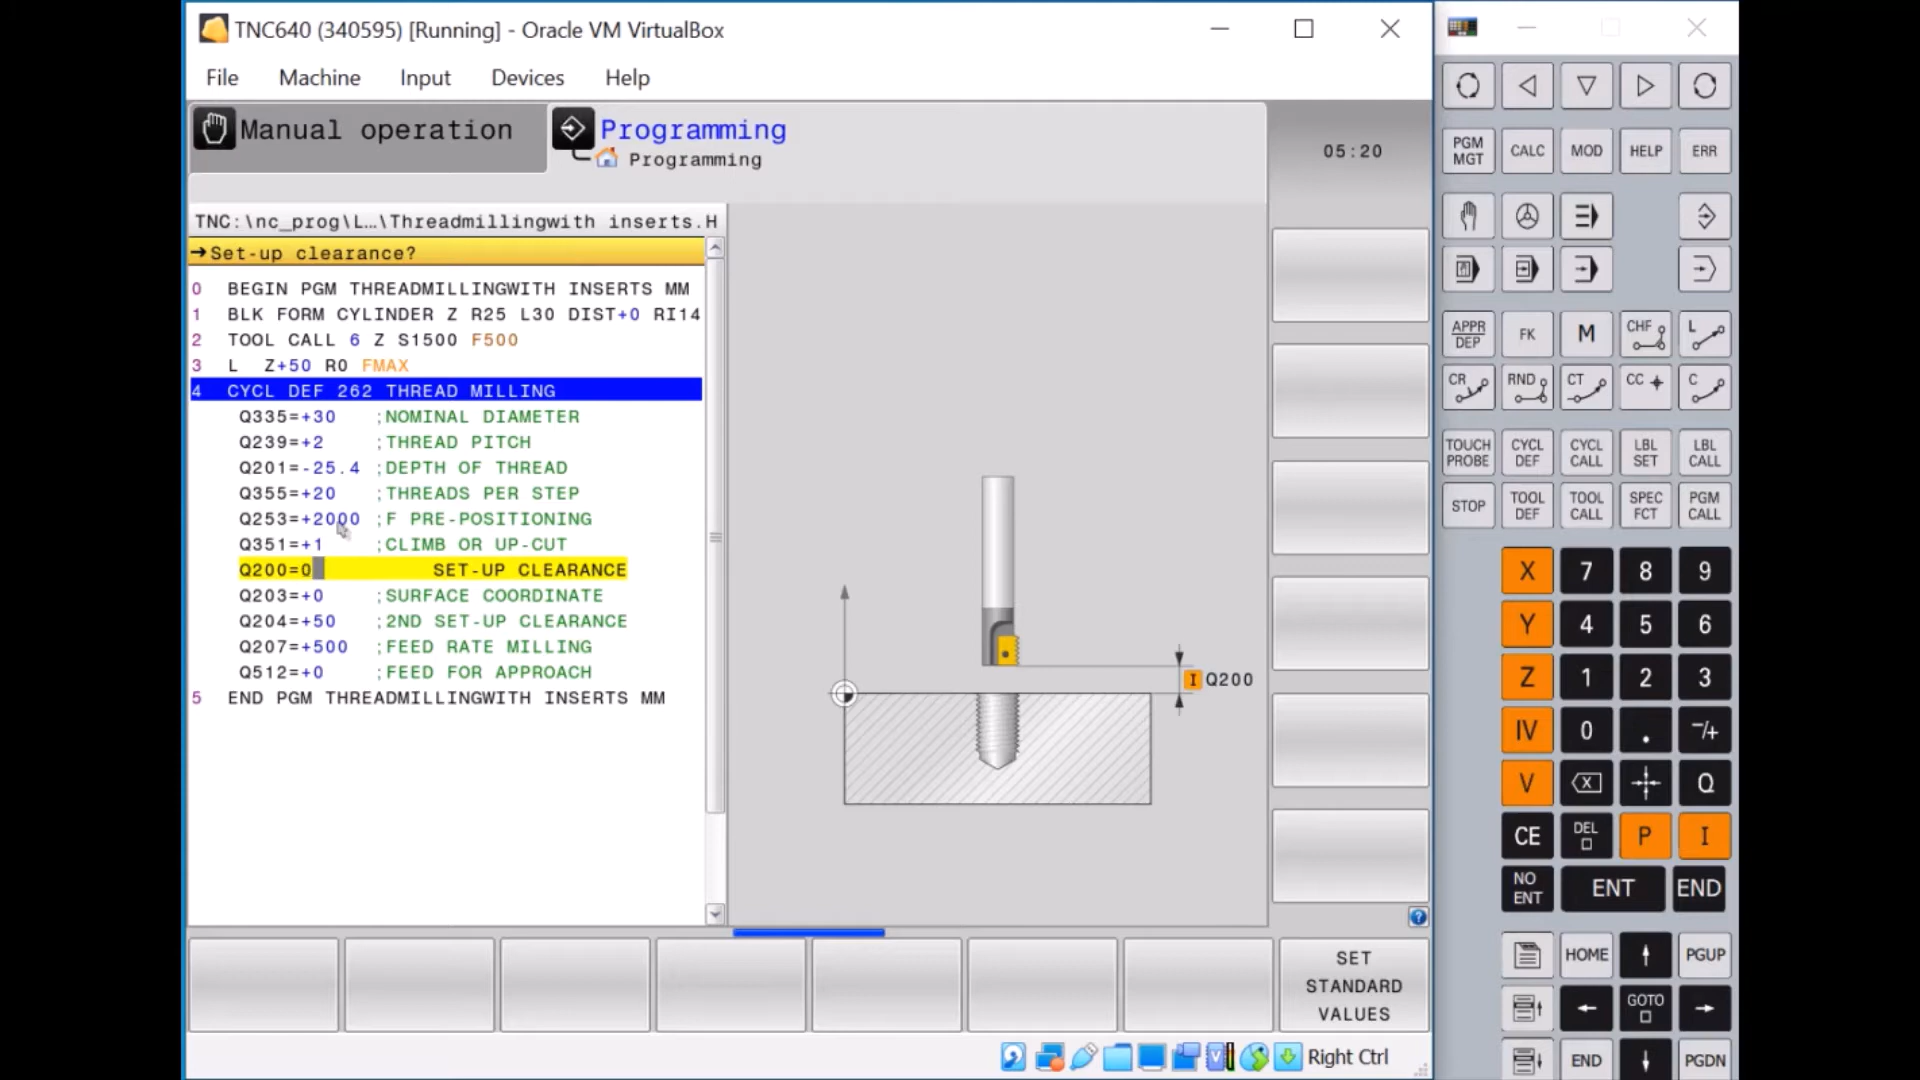 TNC640 (340595) [Running] - Oracle VM VirtualBox
File Machine Input Devices Help
Manual operation
Programming
Programming
05:20
TNC:\nc_prog\L…\Threadmillingwith inserts.H
→Set-up clearance?
0 BEGIN PGM THREADMILLINGWITH INSERTS MM
1 BLK FORM CYLINDER Z R25 L30 DIST+0 RI14
2 TOOL CALL 6 Z S1500 F500
3 L Z+50 R0 FMAX
4 CYCL DEF 262 THREAD MILLING
Q335=+30 ;NOMINAL DIAMETER
Q239=+2 ;THREAD PITCH
Q201=-25.4 ;DEPTH OF THREAD
Q355=+20 ;THREADS PER STEP
Q253=+2000 ;F PRE-POSITIONING
Q351=+1 ;CLIMB OR UP-CUT
Q200=0 SET-UP CLEARANCE
Q203=+0 ;SURFACE COORDINATE
Q204=+50 ;2ND SET-UP CLEARANCE
Q207=+500 ;FEED RATE MILLING
Q512=+0 ;FEED FOR APPROACH
5 END PGM THREADMILLINGWITH INSERTS MM
I Q200
SET
STANDARD
VALUES
Right Ctrl
PGM MGT CALC MOD HELP ERR
APPR DEP FK M CHF L
CR RND CT CC C
TOUCH PROBE CYCL DEF CYCL CALL LBL SET LBL CALL
STOP TOOL DEF TOOL CALL SPEC FCT PGM CALL
X 7 8 9
Y 4 5 6
Z 1 2 3
IV 0 . −/+
V X Q
CE DEL P I
NO ENT ENT END
HOME PGUP
GOTO
END PGDN